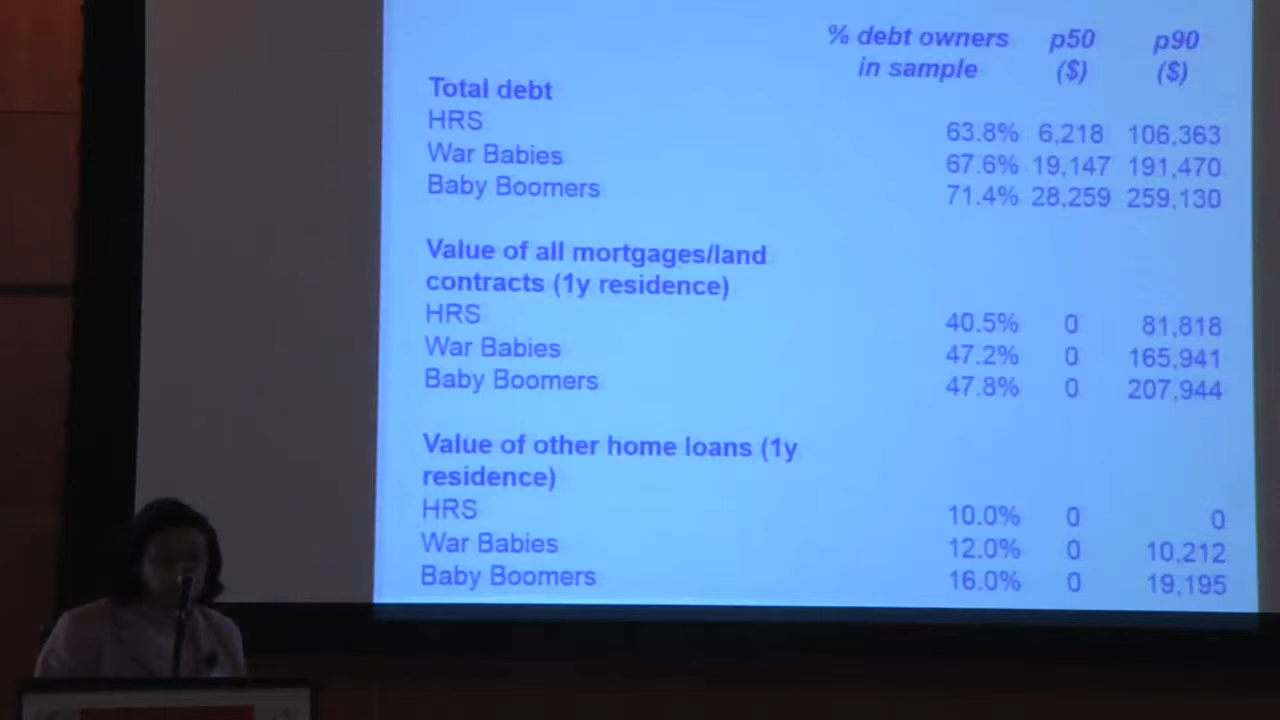 % debt owners p50 p90
in sample ($) ($)
Total debt
HRS 63.8% 6,218 106,363
War Babies 67.6% 19,147 191,470
Baby Boomers 71.4% 28,259 259,130
Value of all mortgages/land
contracts (1y residence)
HRS 40.5% 0 81,818
War Babies 47.2% 0 165,941
Baby Boomers 47.8% 0 207,944
Value of other home loans (1y
residence)
HRS 10.0% 0 0
War Babies 12.0% 0 10,212
Baby Boomers 16.0% 0 19,195